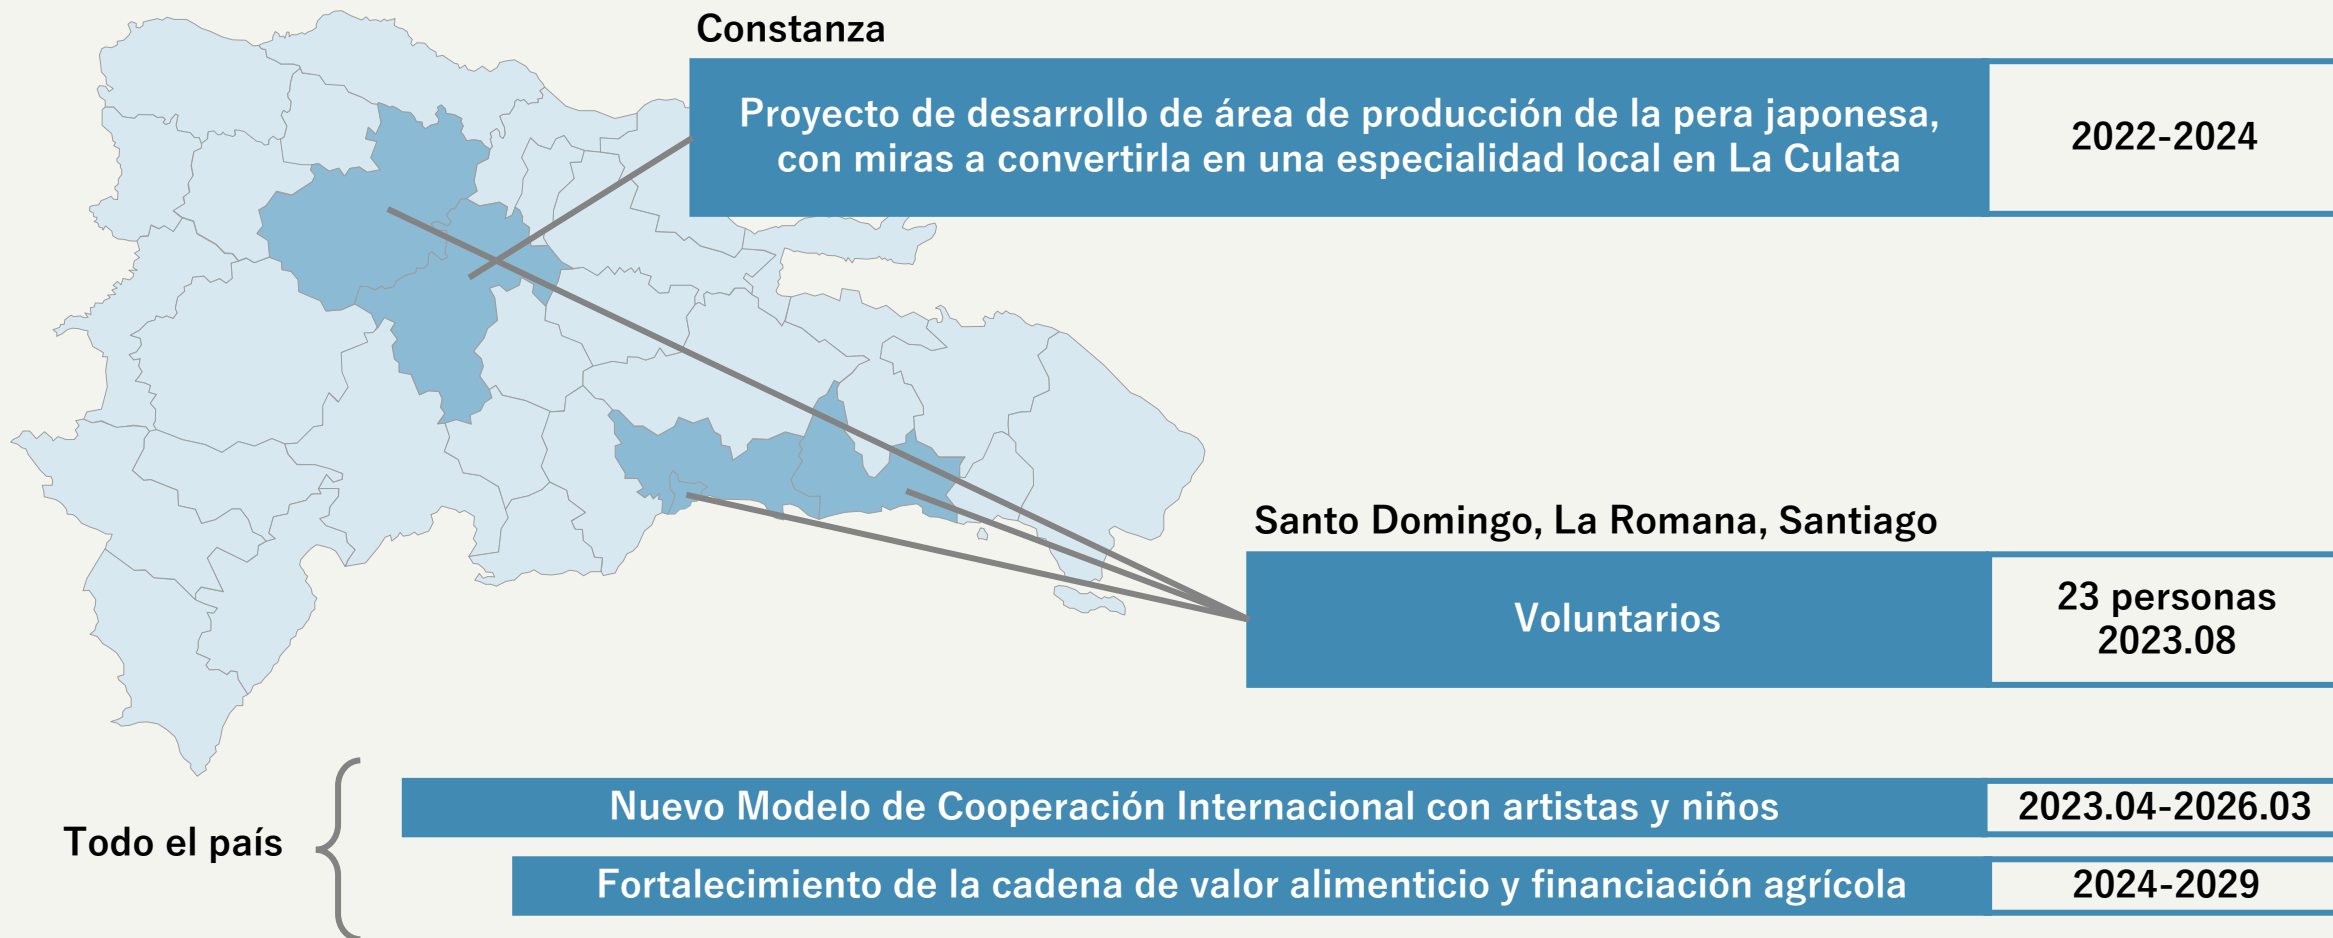 Constanza
Proyecto de desarrollo de área de producción de la pera japonesa,
con miras a convertirla en una especialidad local en La Culata
2022-2024
Santo Domingo, La Romana, Santiago
Voluntarios
23 personas
2023.08
Todo el país
Nuevo Modelo de Cooperación Internacional con artistas y niños
2023.04-2026.03
Fortalecimiento de la cadena de valor alimenticio y financiación agrícola
2024-2029